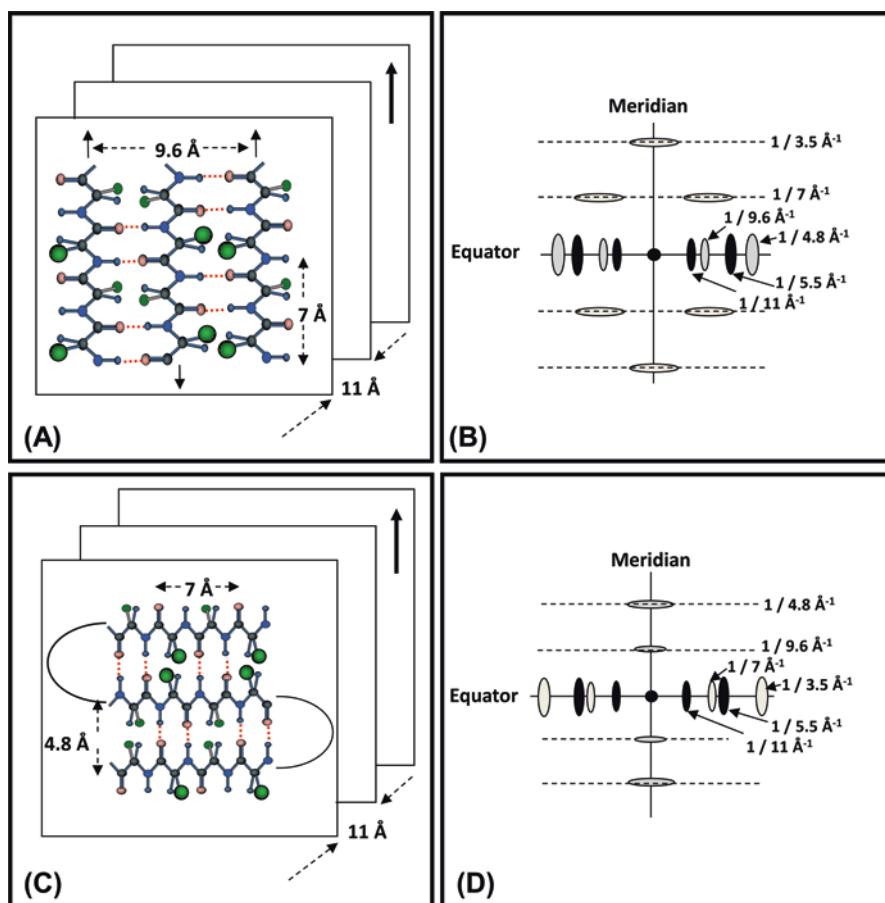 9.6 Å
7 Å
11 Å
(A)
Meridian
1 / 3.5 Å-1
1 / 7 Å-1
1 / 9.6 Å-1
Equator
1 / 4.8 Å-1
1 / 5.5 Å-1
1 / 11 Å-1
(B)
7 Å
4.8 Å
11 Å
(C)
Meridian
1 / 4.8 Å-1
1 / 9.6 Å-1
1 / 7 Å-1
Equator
1 / 3.5 Å-1
1 / 5.5 Å-1
1 / 11 Å-1
(D)